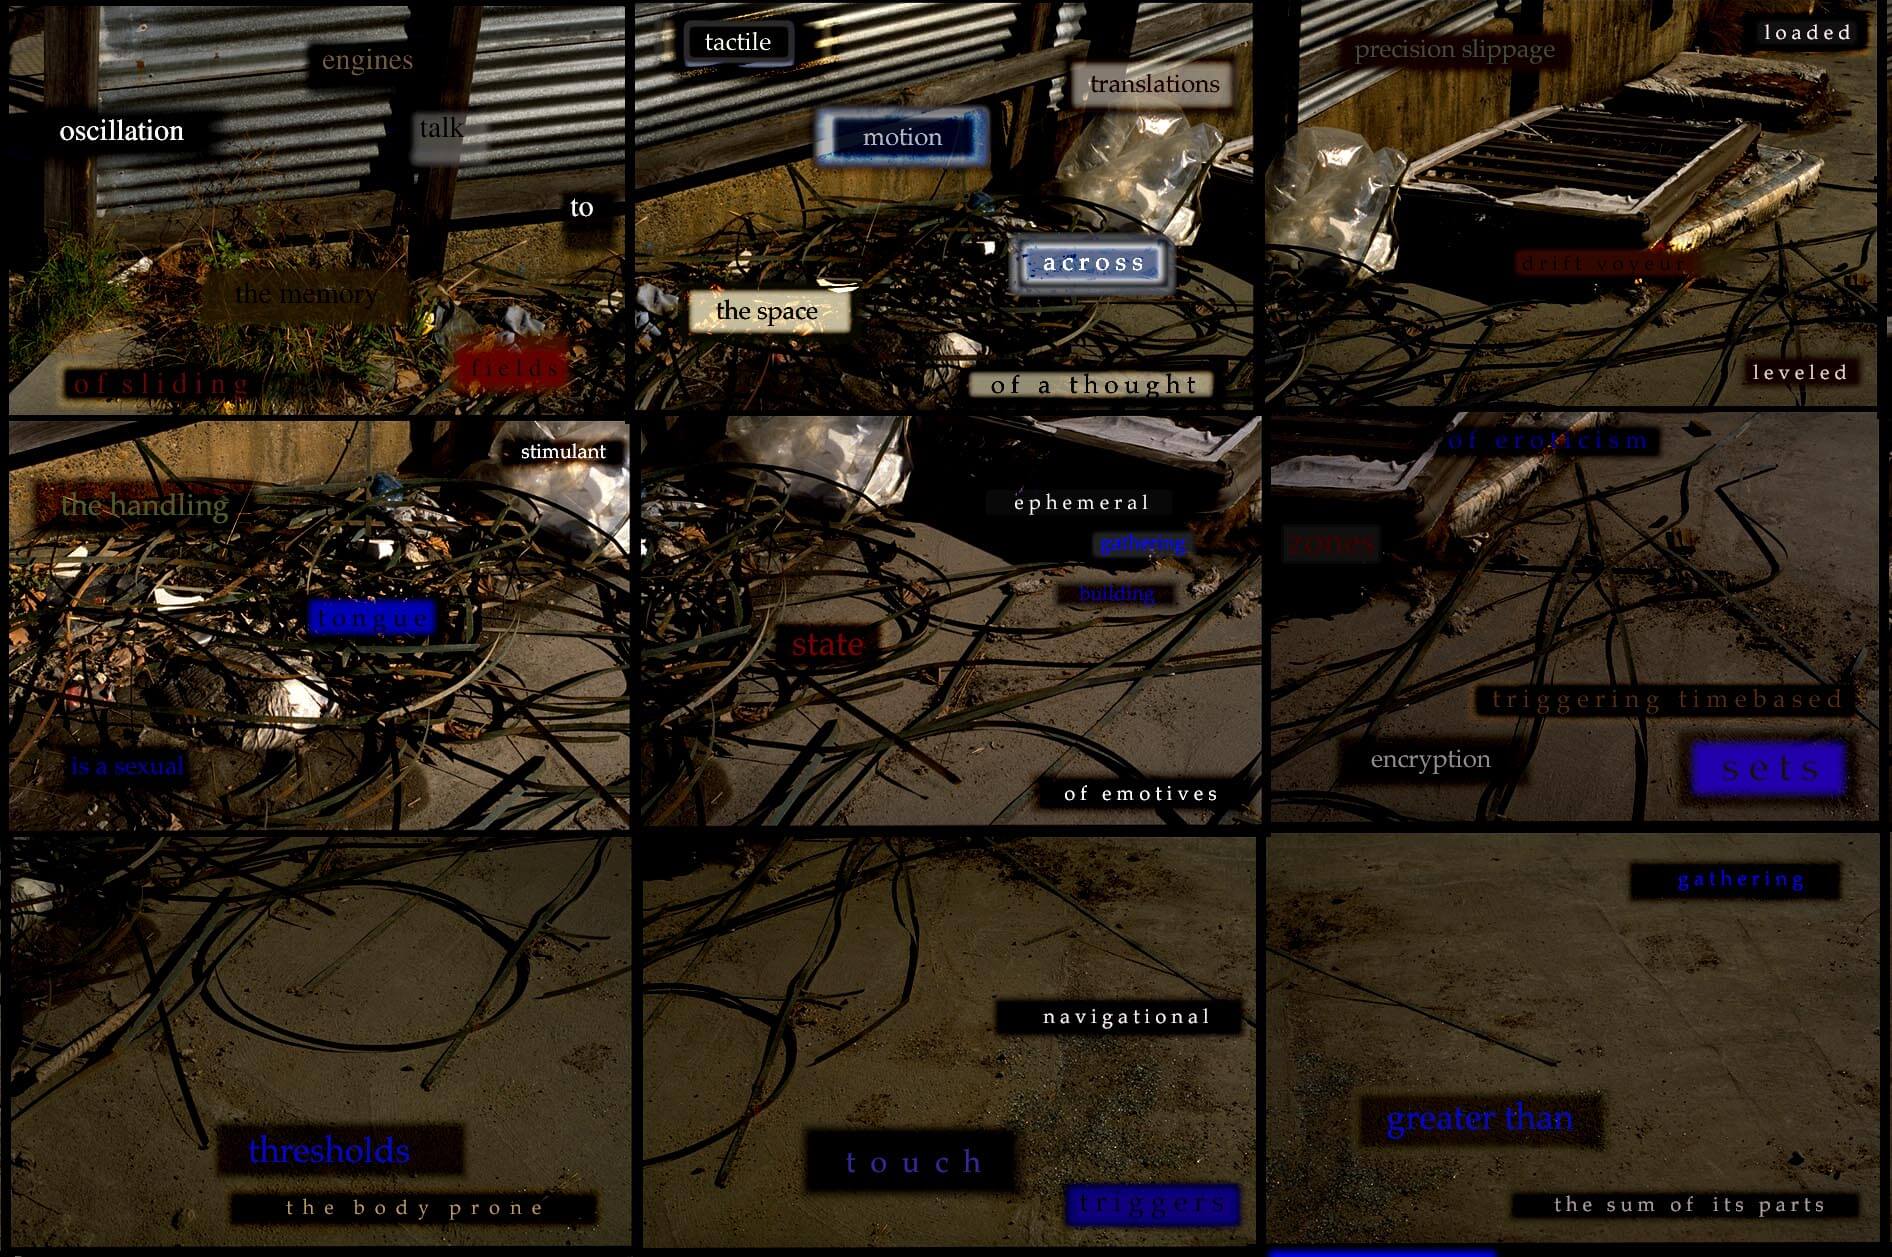 engines
oscillation
talk
to
the memory
fields
of sliding
tactile
translations
motion
across
the space
of a thought
precision slippage
loaded
drift voyeur
leveled
stimulant
the handling
tongue
is a sexual
ephemeral
gathering
building
state
of emotives
of eroticism
zones
triggering timebased
encryption
sets
thresholds
the body prone
navigational
touch
triggers
gathering
greater than
the sum of its parts